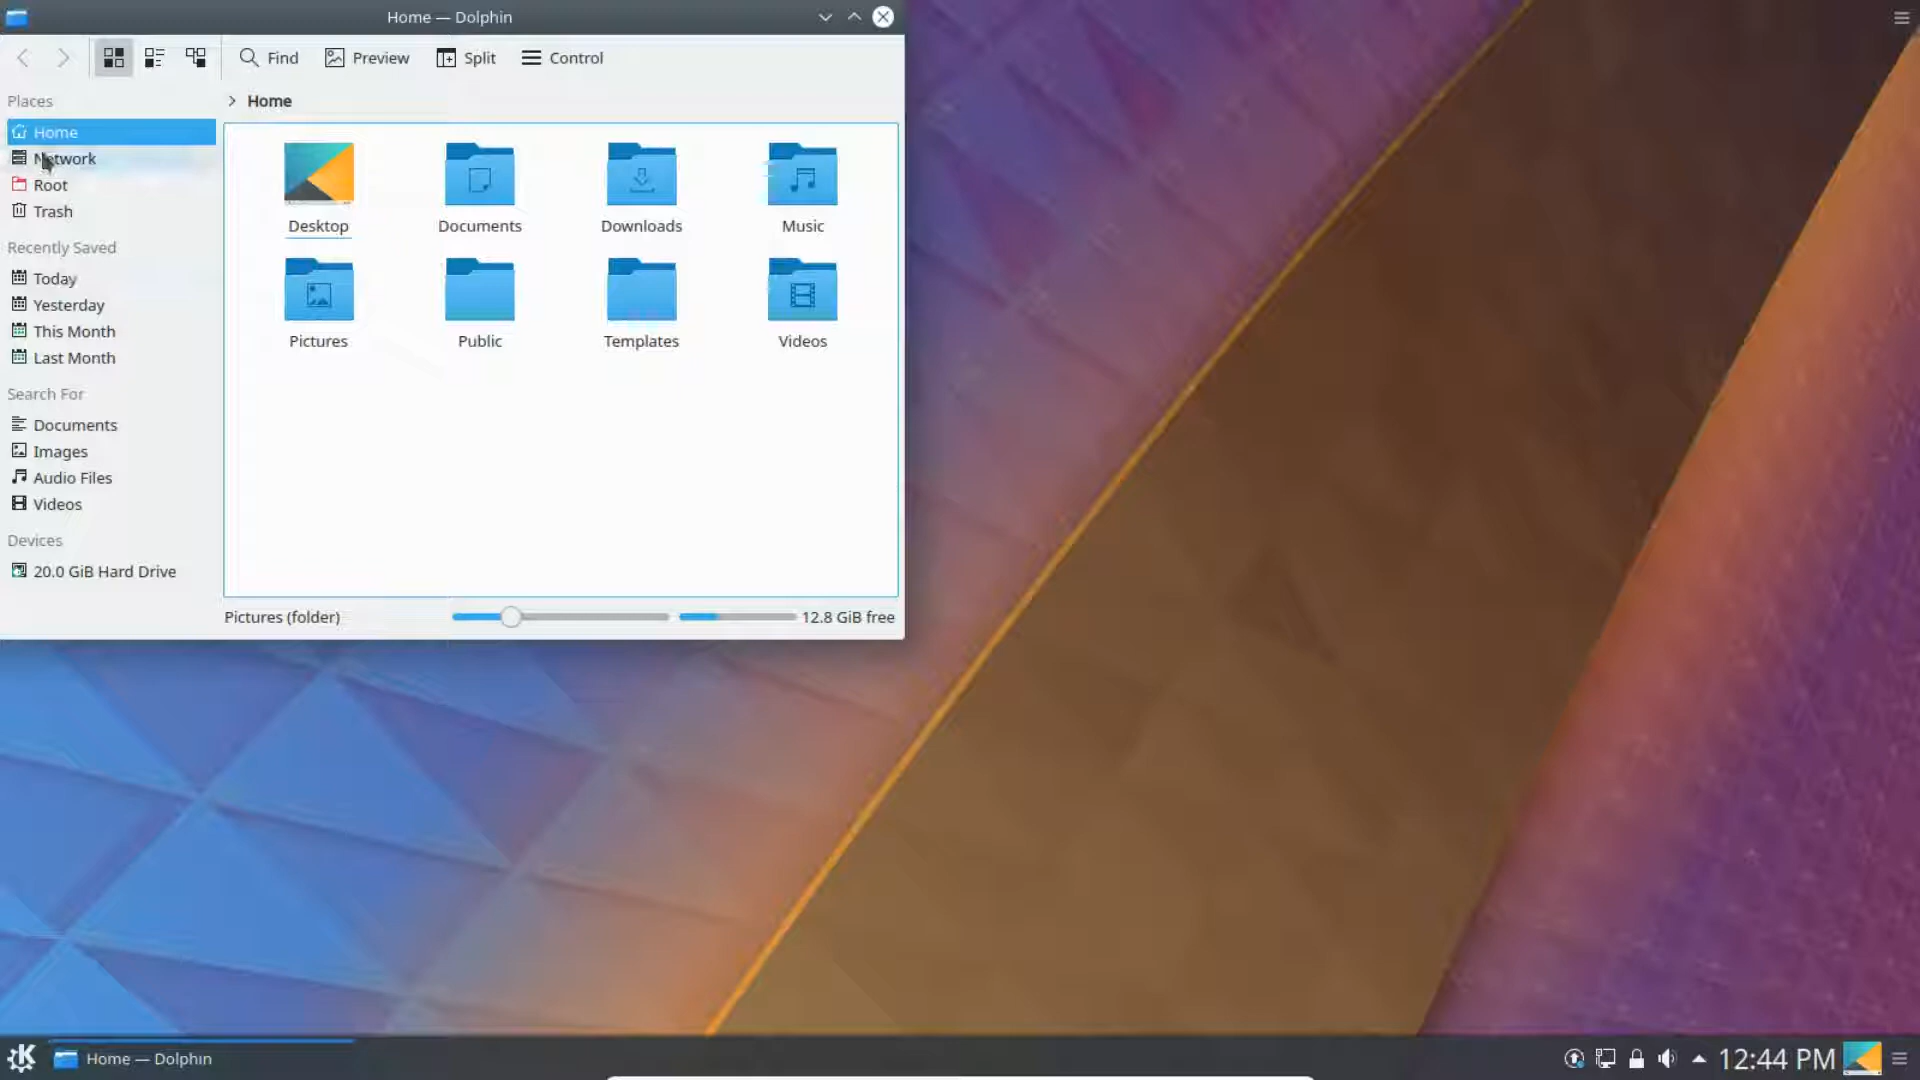 Home — Dolphin
Find Preview Split Control
Places
Home
Network
Root
Trash
Recently Saved
Today
Yesterday
This Month
Last Month
Search For
Documents
Images
Audio Files
Videos
Devices
20.0 GiB Hard Drive
Home
Desktop Documents Downloads Music
Pictures Public Templates Videos
Pictures (folder) 12.8 GiB free
Home — Dolphin 12:44 PM